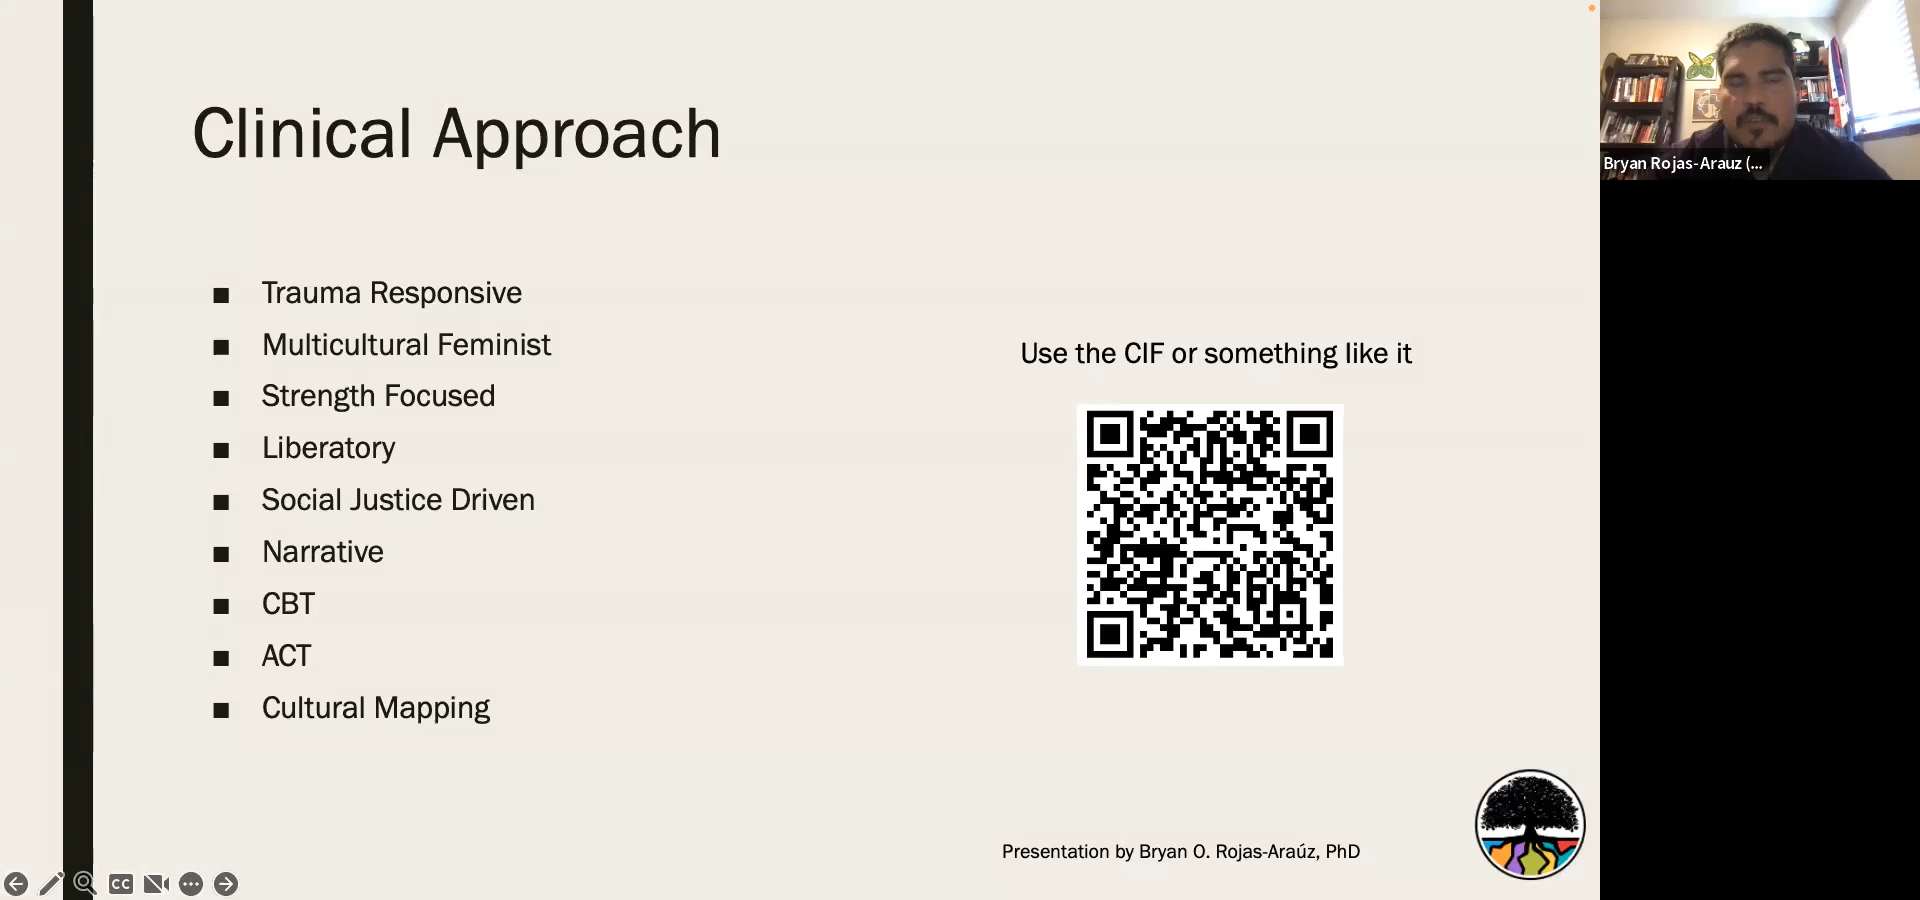 Clinical Approach
Trauma Responsive
Multicultural Feminist
Strength Focused
Liberatory
Social Justice Driven
Narrative
CBT
ACT
Cultural Mapping
Use the CIF or something like it
Presentation by Bryan O. Rojas-Araúz, PhD
Bryan Rojas-Arauz (...
CC